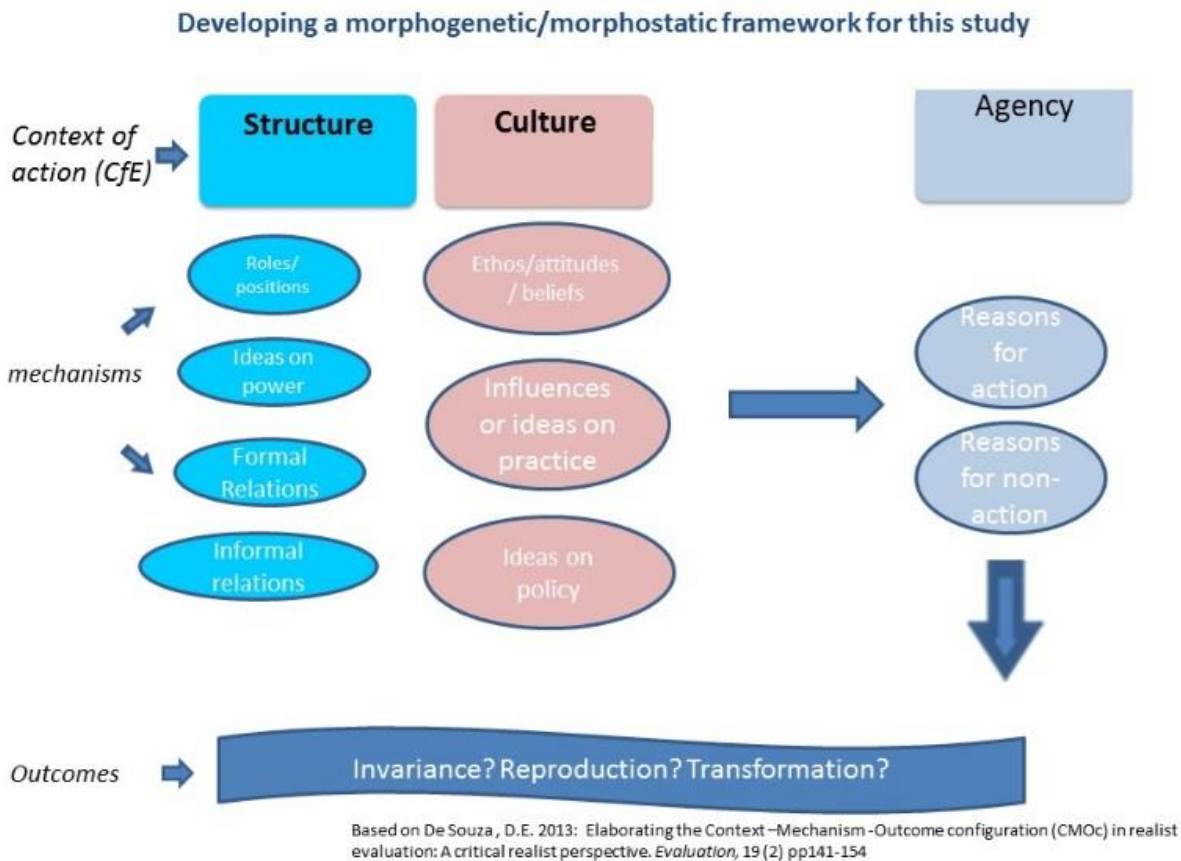 Developing a morphogenetic/morphostatic framework for this study
Context of
action (CfE)
Structure
Culture
Agency
mechanisms
Roles/
positions
Ideas on
power
Formal
Relations
Informal
relations
Ethos/attitudes
/ beliefs
Influences
or ideas on
practice
Ideas on
policy
Reasons
for
action
Reasons
for non-
action
Outcomes
Invariance? Reproduction? Transformation?
Based on De Souza , D.E. 2013: Elaborating the Context –Mechanism -Outcome configuration (CMOc) in realist
evaluation: A critical realist perspective. Evaluation, 19 (2) pp141-154